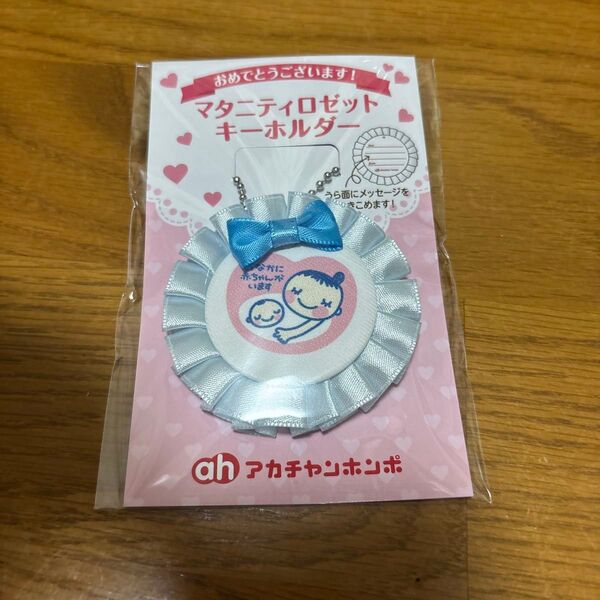 おめでとうございます!
マタニティロゼット
キーホルダー
うら面にメッセージを
きこめます!
なかに
赤ちゃんが
います
ah アカチャンホンポ